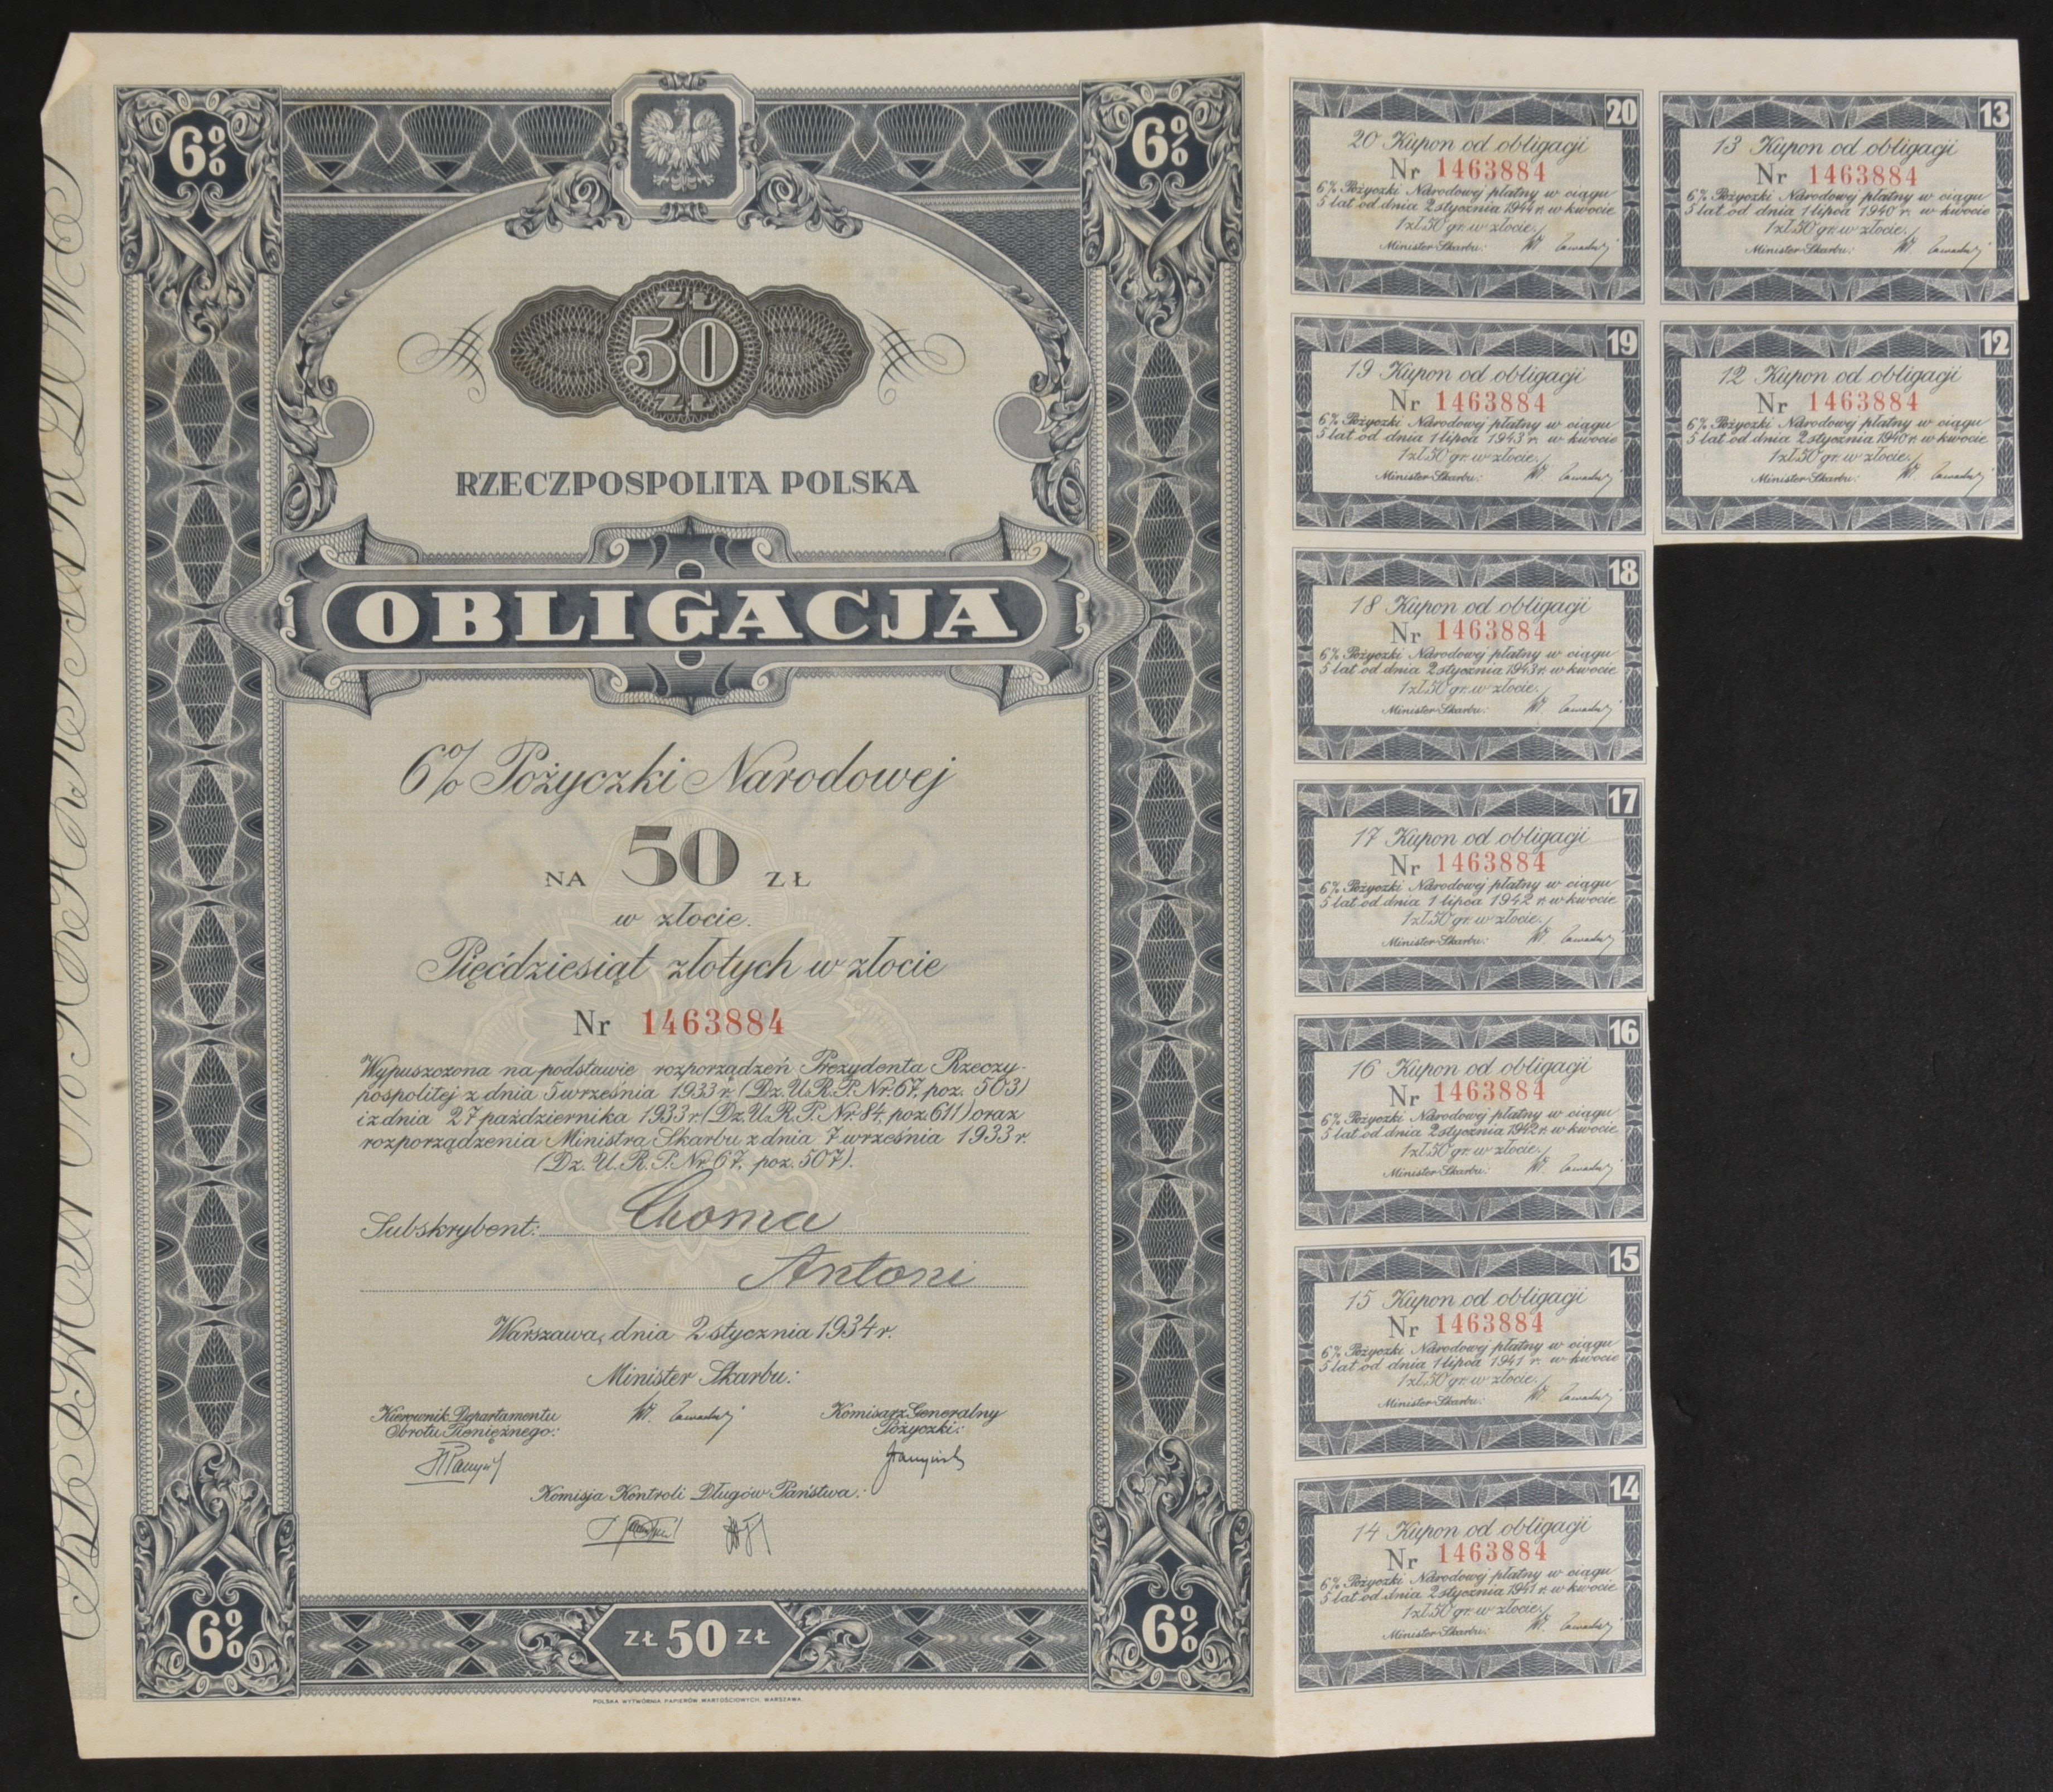 6%
6%
ZŁ
50
ZŁ
RZECZPOSPOLITA POLSKA
OBLIGACJA
6% Pożyczki Narodowej
NA 50 ZŁ
w złocie.
Pięćdziesiąt złotych w złocie
Nr 1463884
Wypuszczona na podstawie rozporządzeń Prezydenta Rzeczy-
pospolitej z dnia 5 września 1933 r. (Dz. U. R. P. Nr. 67, poz. 503)
i z dnia 27 października 1933 r. (Dz. U. R. P. Nr. 84, poz. 611) oraz
rozporządzenia Ministra Skarbu z dnia 7 września 1933 r.
(Dz. U. R. P. Nr. 67, poz. 507).
Subskrybent: Choma
Antoni
Warszawa, dnia 2 stycznia 1934 r.
Minister Skarbu:
Kierownik Departamentu
Obrotu Pieniężnego:
Komisarz Generalny
Pożyczki:
Komisja Kontroli Długów Państwa:
6%
ZŁ 50 ZŁ
6%
POLSKA WYTWÓRNIA PAPIERÓW WARTOŚCIOWYCH. WARSZAWA
20
20 Kupon od obligacji
Nr 1463884
6% Pożyczki Narodowej płatny w ciągu
5 lat od dnia 2 stycznia 1944 r. w kwocie
1 zł. 50 gr. w złocie.
Minister Skarbu:
19
19 Kupon od obligacji
Nr 1463884
6% Pożyczki Narodowej płatny w ciągu
5 lat od dnia 1 lipca 1943 r. w kwocie
1 zł. 50 gr. w złocie.
Minister Skarbu:
18
18 Kupon od obligacji
Nr 1463884
6% Pożyczki Narodowej płatny w ciągu
5 lat od dnia 2 stycznia 1943 r. w kwocie
1 zł. 50 gr. w złocie.
Minister Skarbu:
17
17 Kupon od obligacji
Nr 1463884
6% Pożyczki Narodowej płatny w ciągu
5 lat od dnia 1 lipca 1942 r. w kwocie
1 zł. 50 gr. w złocie.
Minister Skarbu:
16
16 Kupon od obligacji
Nr 1463884
6% Pożyczki Narodowej płatny w ciągu
5 lat od dnia 2 stycznia 1942 r. w kwocie
1 zł. 50 gr. w złocie.
Minister Skarbu:
15
15 Kupon od obligacji
Nr 1463884
6% Pożyczki Narodowej płatny w ciągu
5 lat od dnia 1 lipca 1941 r. w kwocie
1 zł. 50 gr. w złocie.
Minister Skarbu:
14
14 Kupon od obligacji
Nr 1463884
6% Pożyczki Narodowej płatny w ciągu
5 lat od dnia 2 stycznia 1941 r. w kwocie
1 zł. 50 gr. w złocie.
Minister Skarbu:
13
13 Kupon od obligacji
Nr 1463884
6% Pożyczki Narodowej płatny w ciągu
5 lat od dnia 1 lipca 1940 r. w kwocie
1 zł. 50 gr. w złocie.
Minister Skarbu:
12
12 Kupon od obligacji
Nr 1463884
6% Pożyczki Narodowej płatny w ciągu
5 lat od dnia 2 stycznia 1940 r. w kwocie
1 zł. 50 gr. w złocie.
Minister Skarbu: